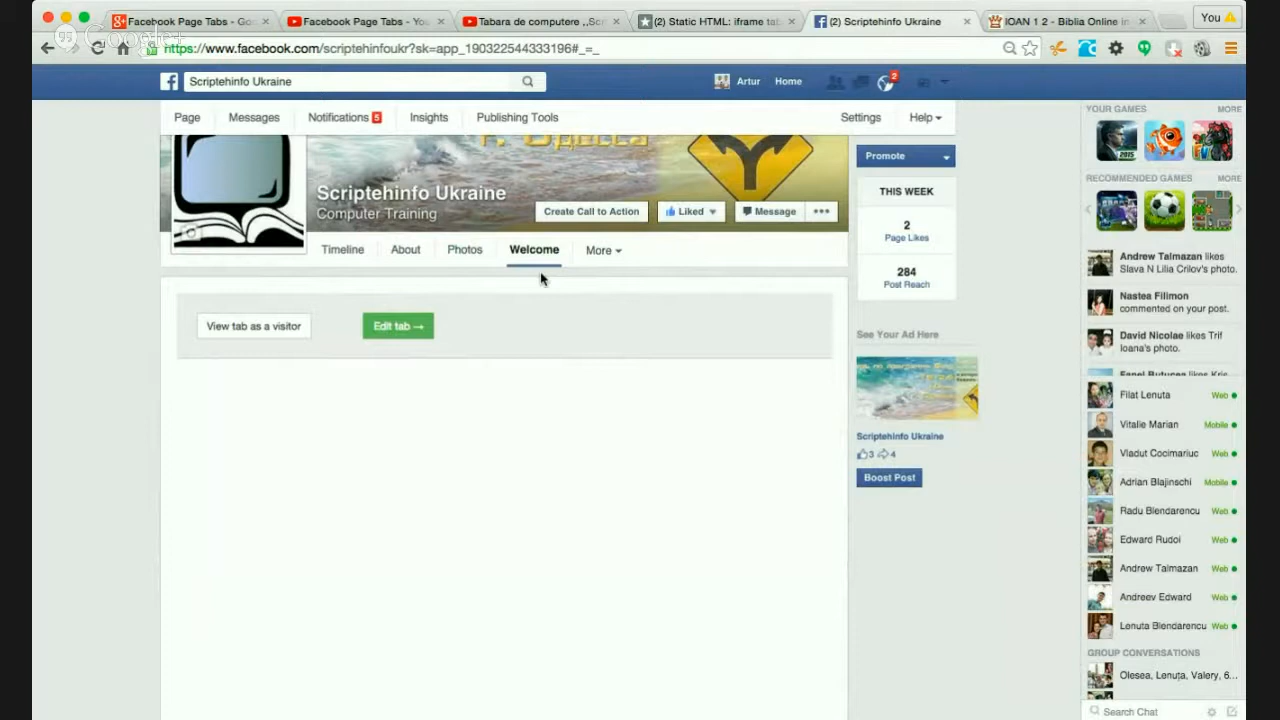 Facebook Page Tabs - Go
Facebook Page Tabs - You
Tabara de computere ,,Scr
(2) Static HTML: iframe tab
(2) Scriptehinfo Ukraine
IOAN 1 2 - Biblia Online in
You
Google+
https://www.facebook.com/scriptehinfoukr?sk=app_190322544333196#_=_
Scriptehinfo Ukraine
Artur
Home
2
Page
Messages
Notifications 5
Insights
Publishing Tools
Settings
Help
г. Одесса
Scriptehinfo Ukraine
Computer Training
Create Call to Action
Liked
Message
Timeline
About
Photos
Welcome
More
View tab as a visitor
Edit tab →
Promote
THIS WEEK
2
Page Likes
284
Post Reach
See Your Ad Here
Scriptehinfo Ukraine
3 4
Boost Post
YOUR GAMES
MORE
2015
RECOMMENDED GAMES
MORE
Andrew Talmazan likes
Slava N Lilia Crilov's photo.
Nastea Filimon
commented on your post.
David Nicolae likes Trif
Ioana's photo.
Filat Lenuta Web
Vitalie Marian Mobile
Vladut Cocimariuc Web
Adrian Blajinschi Mobile
Radu Blendarencu Web
Edward Rudoi Web
Andrew Talmazan Web
Andreev Edward Web
Lenuta Blendarencu Web
GROUP CONVERSATIONS
Olesea, Lenuța, Valery, 6...
Search Chat